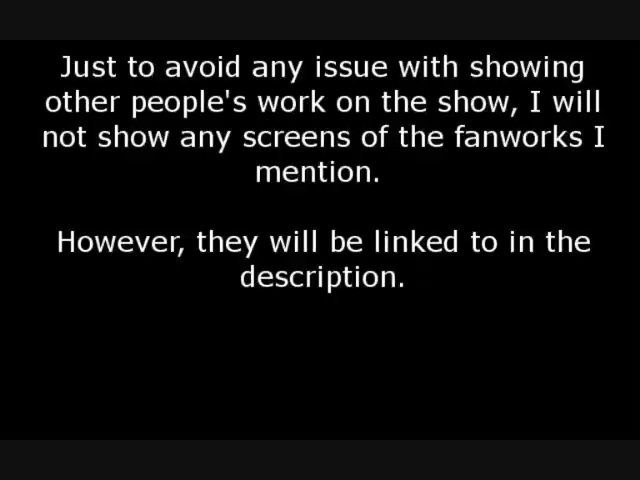 Just to avoid any issue with showing
other people's work on the show, I will
not show any screens of the fanworks I
mention.
However, they will be linked to in the
description.